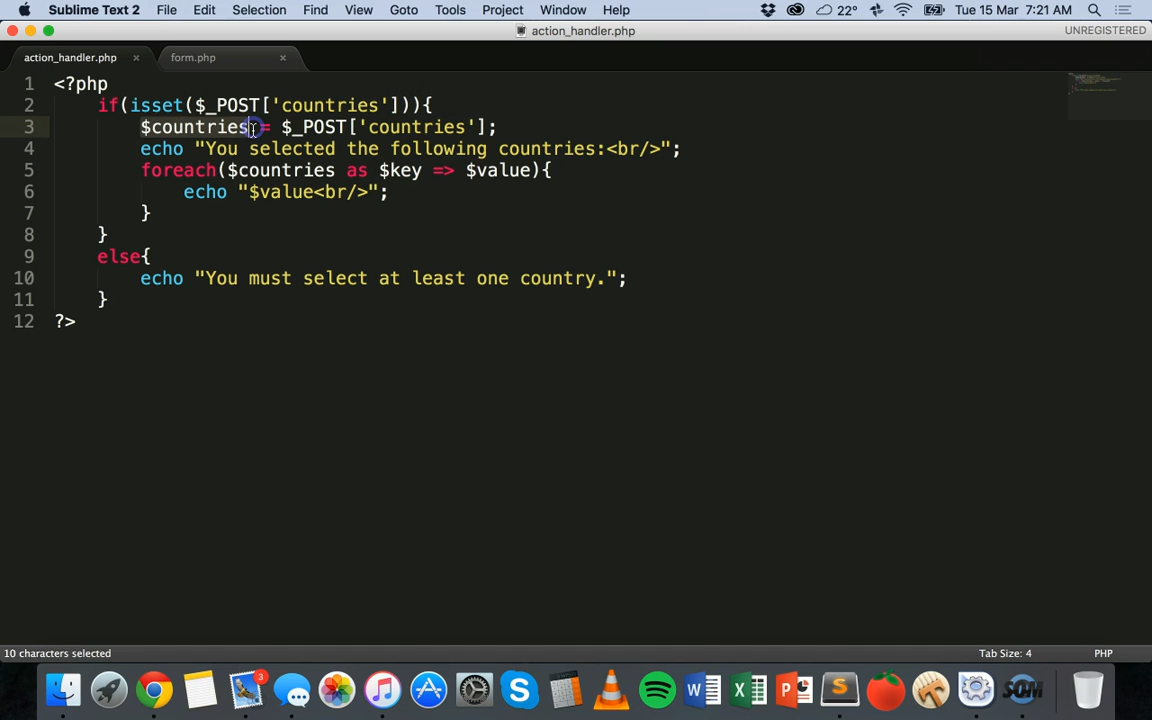 Sublime Text 2 File Edit Selection Find View Goto Tools Project Window Help 22° Tue 15 Mar 7:21 AM
action_handler.php UNREGISTERED
action_handler.php × form.php ×
1 <?php
2 if(isset($_POST['countries'])){
3 $countries = $_POST['countries'];
4 echo "You selected the following countries:<br/>";
5 foreach($countries as $key => $value){
6 echo "$value<br/>";
7 }
8 }
9 else{
10 echo "You must select at least one country.";
11 }
12 ?>
10 characters selected Tab Size: 4 PHP
3